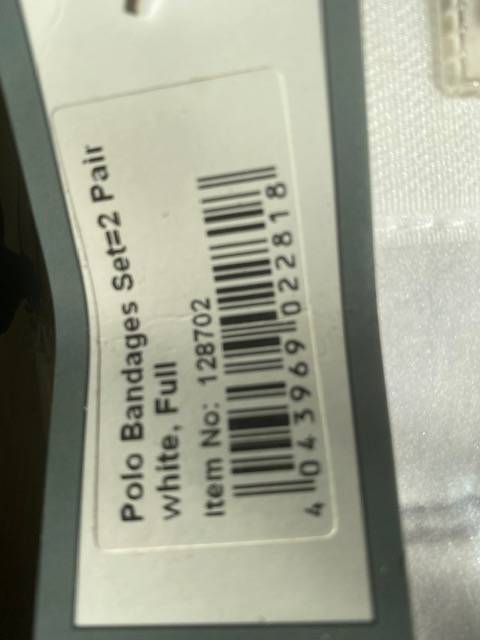 Polo Bandages Set=2 Pair
white, Full
Item No: 128702
4 043969 022818